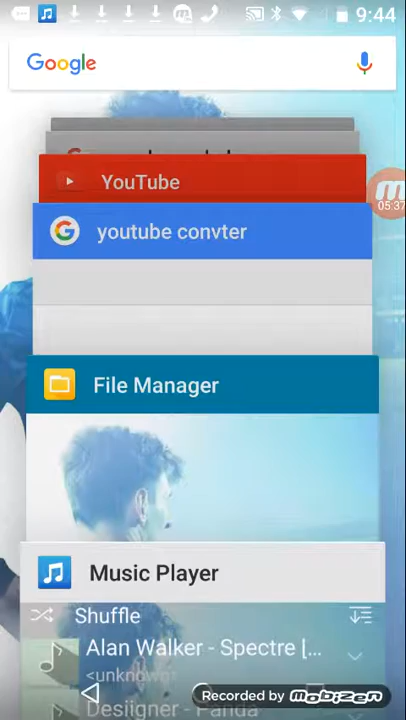 9:44
Google
YouTube
05:37
youtube convter
File Manager
Music Player
Shuffle
Alan Walker - Spectre [...
<unknown>
Desiigner - Panda
Recorded by mobizen